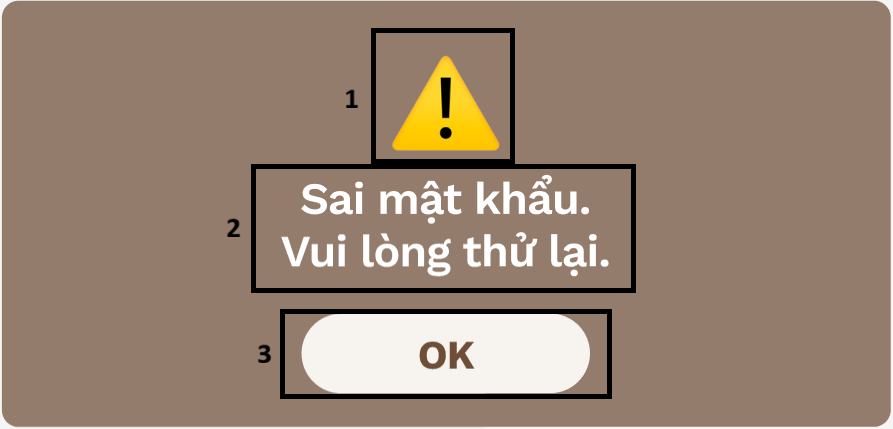 1
2
Sai mật khẩu.
Vui lòng thử lại.
3
OK